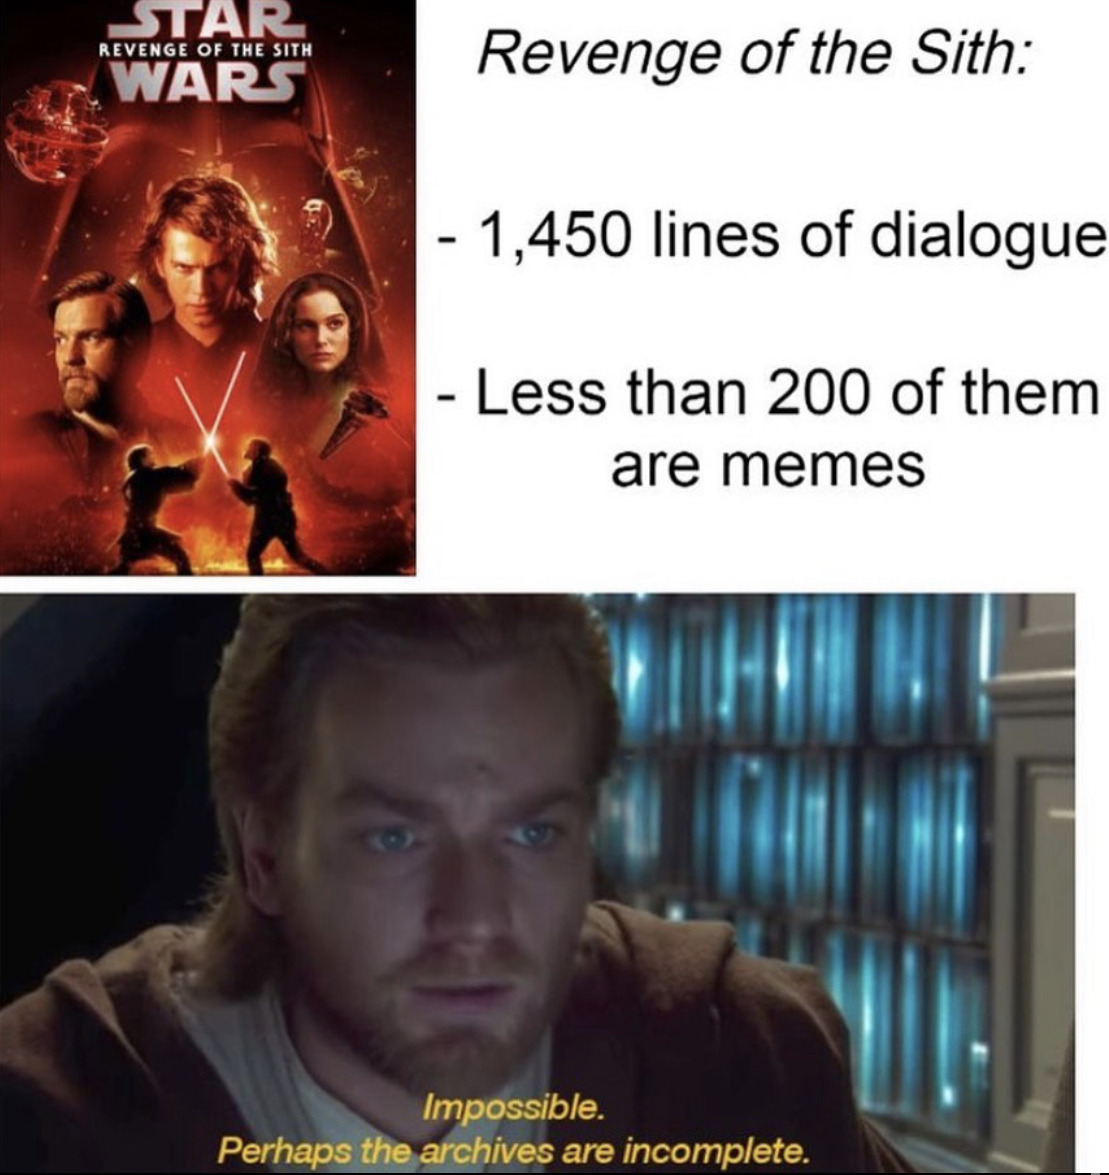 STAR
REVENGE OF THE SITH
WARS
Revenge of the Sith:
- 1,450 lines of dialogue
- Less than 200 of them
are memes
Impossible.
Perhaps the archives are incomplete.